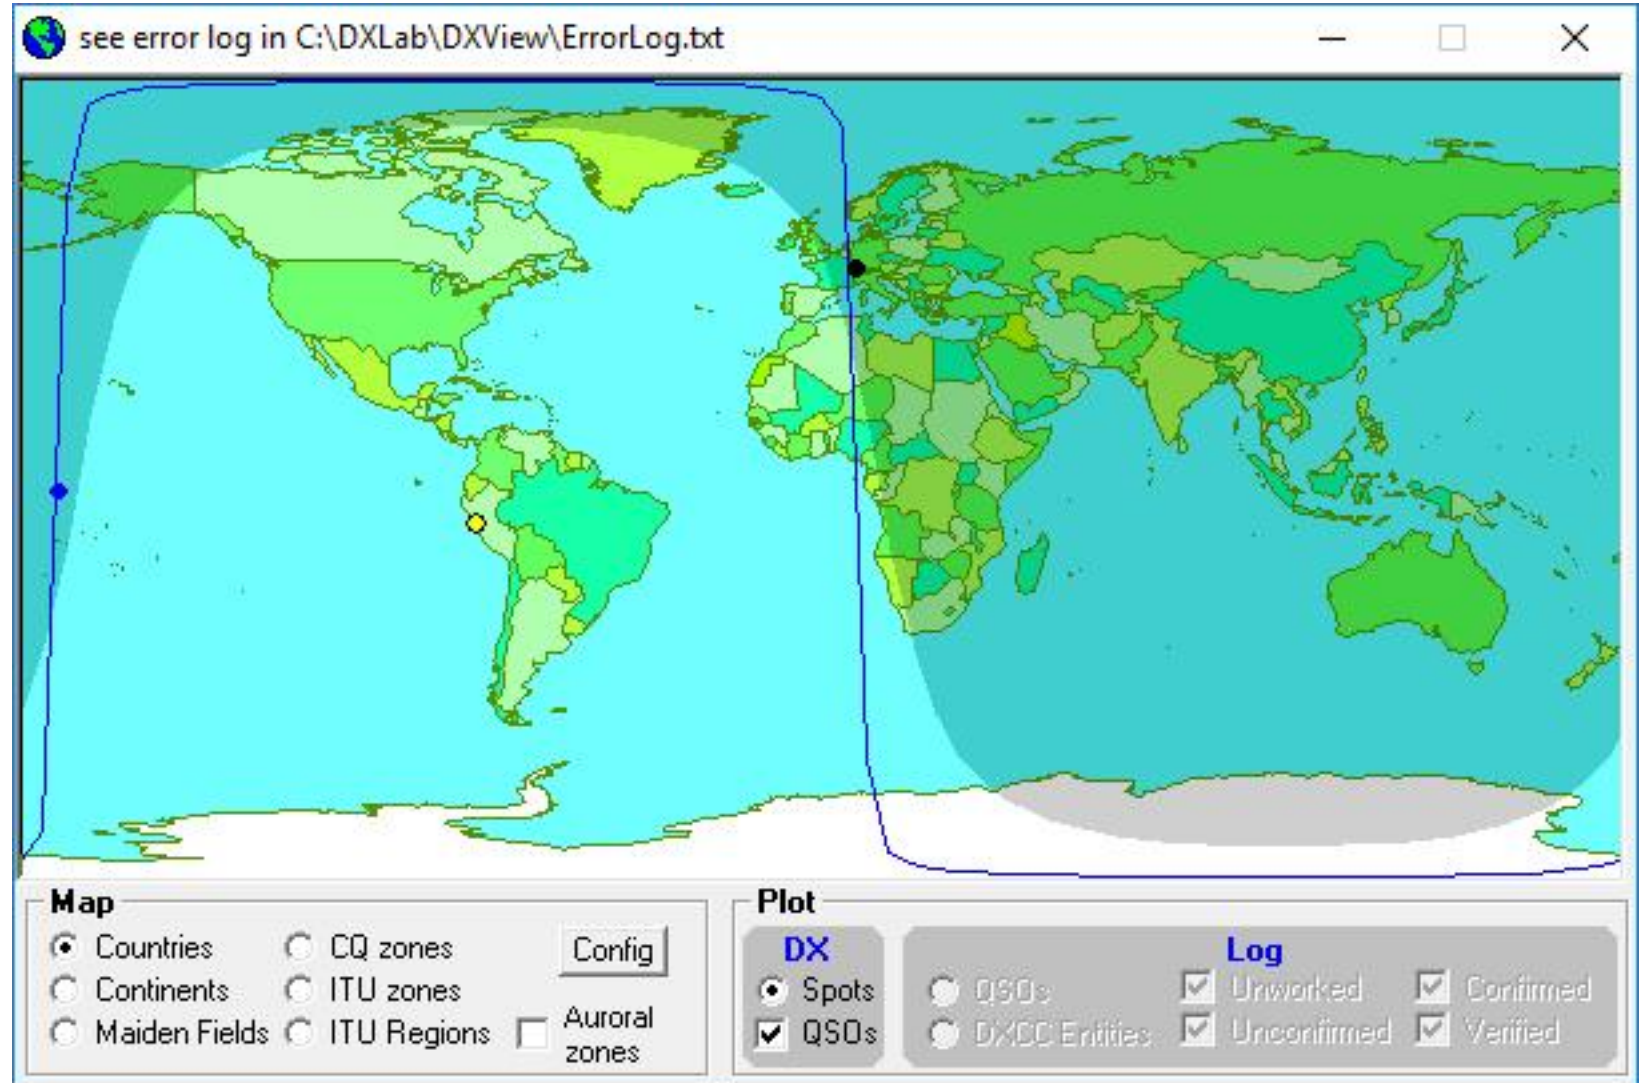 see error log in C:\DXLab\DXView\ErrorLog.txt
Map
Countries
CQ zones
Config
Continents
ITU zones
Maiden Fields
ITU Regions
Auroral
zones
Plot
DX
Spots
QSOs
Log
QSOs
Unworked
Confirmed
DXCC Entities
Unconfirmed
Verified